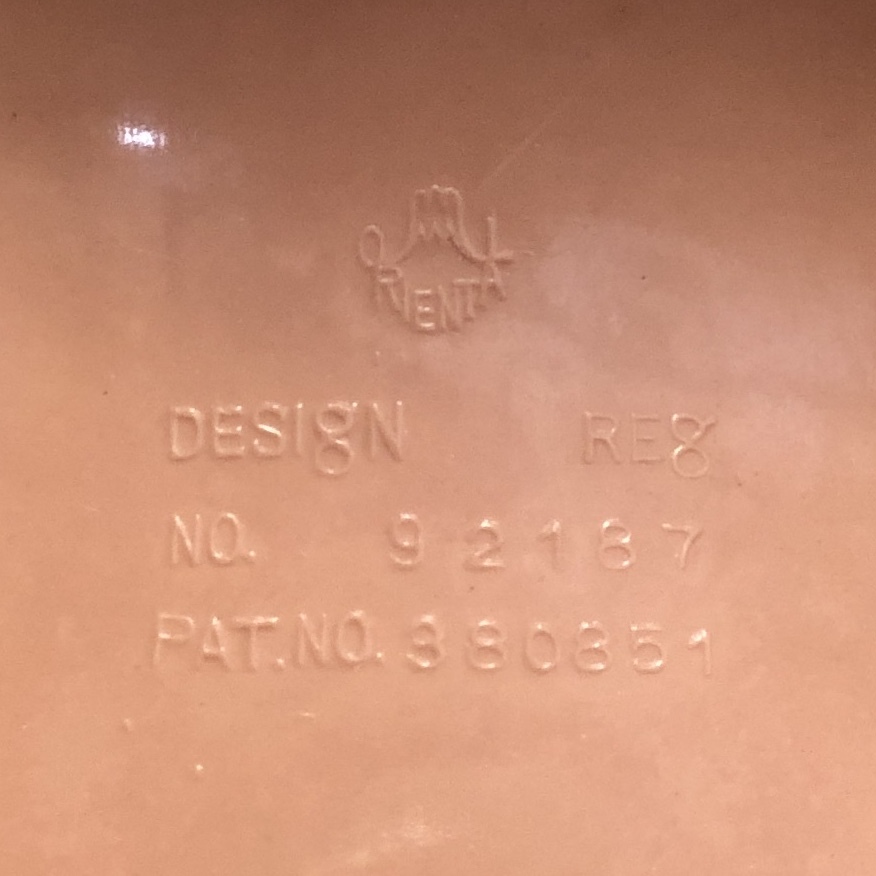 ORIENTAL
DESIGN REG
NO. 92187
PAT.NO.380851